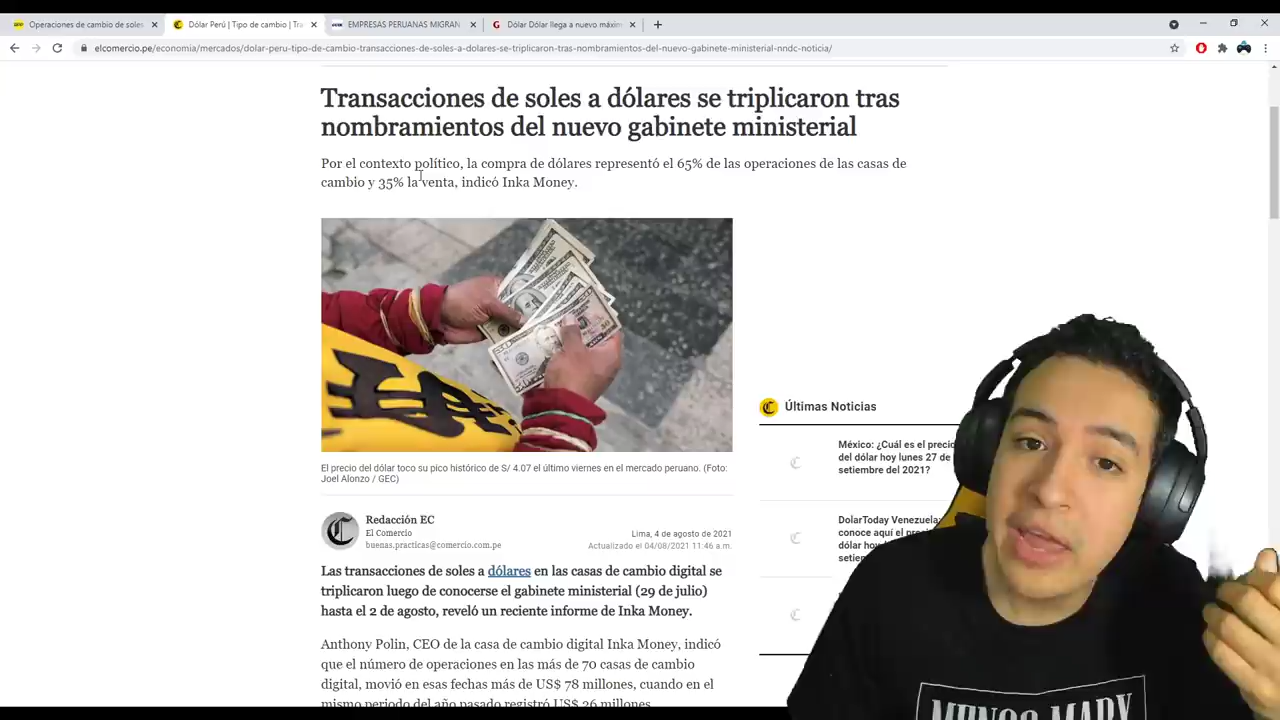 Operaciones de cambio de soles
Dólar Perú | Tipo de cambio | Tra
EMPRESAS PERUANAS MIGRAN
Dólar Dólar llega a nuevo máxim
elcomercio.pe/economia/mercados/dolar-peru-tipo-de-cambio-transacciones-de-soles-a-dolares-se-triplicaron-tras-nombramientos-del-nuevo-gabinete-ministerial-nndc-noticia/
Transacciones de soles a dólares se triplicaron tras
nombramientos del nuevo gabinete ministerial
Por el contexto político, la compra de dólares representó el 65% de las operaciones de las casas de
cambio y 35% la venta, indicó Inka Money.
El precio del dólar toco su pico histórico de S/ 4.07 el último viernes en el mercado peruano. (Foto:
Joel Alonzo / GEC)
Redacción EC
El Comercio
buenas.practicas@comercio.com.pe
Lima, 4 de agosto de 2021
Actualizado el 04/08/2021 11:46 a.m.
Las transacciones de soles a dólares en las casas de cambio digital se
triplicaron luego de conocerse el gabinete ministerial (29 de julio)
hasta el 2 de agosto, reveló un reciente informe de Inka Money.
Anthony Polin, CEO de la casa de cambio digital Inka Money, indicó
que el número de operaciones en las más de 70 casas de cambio
digital, movió en esas fechas más de US$ 78 millones, cuando en el
mismo periodo del año pasado registró US$ 26 millones.
Últimas Noticias
México: ¿Cuál es el precio
del dólar hoy lunes 27 de
setiembre del 2021?
DolarToday Venezuela:
conoce aquí el preci
dólar ho
setiem